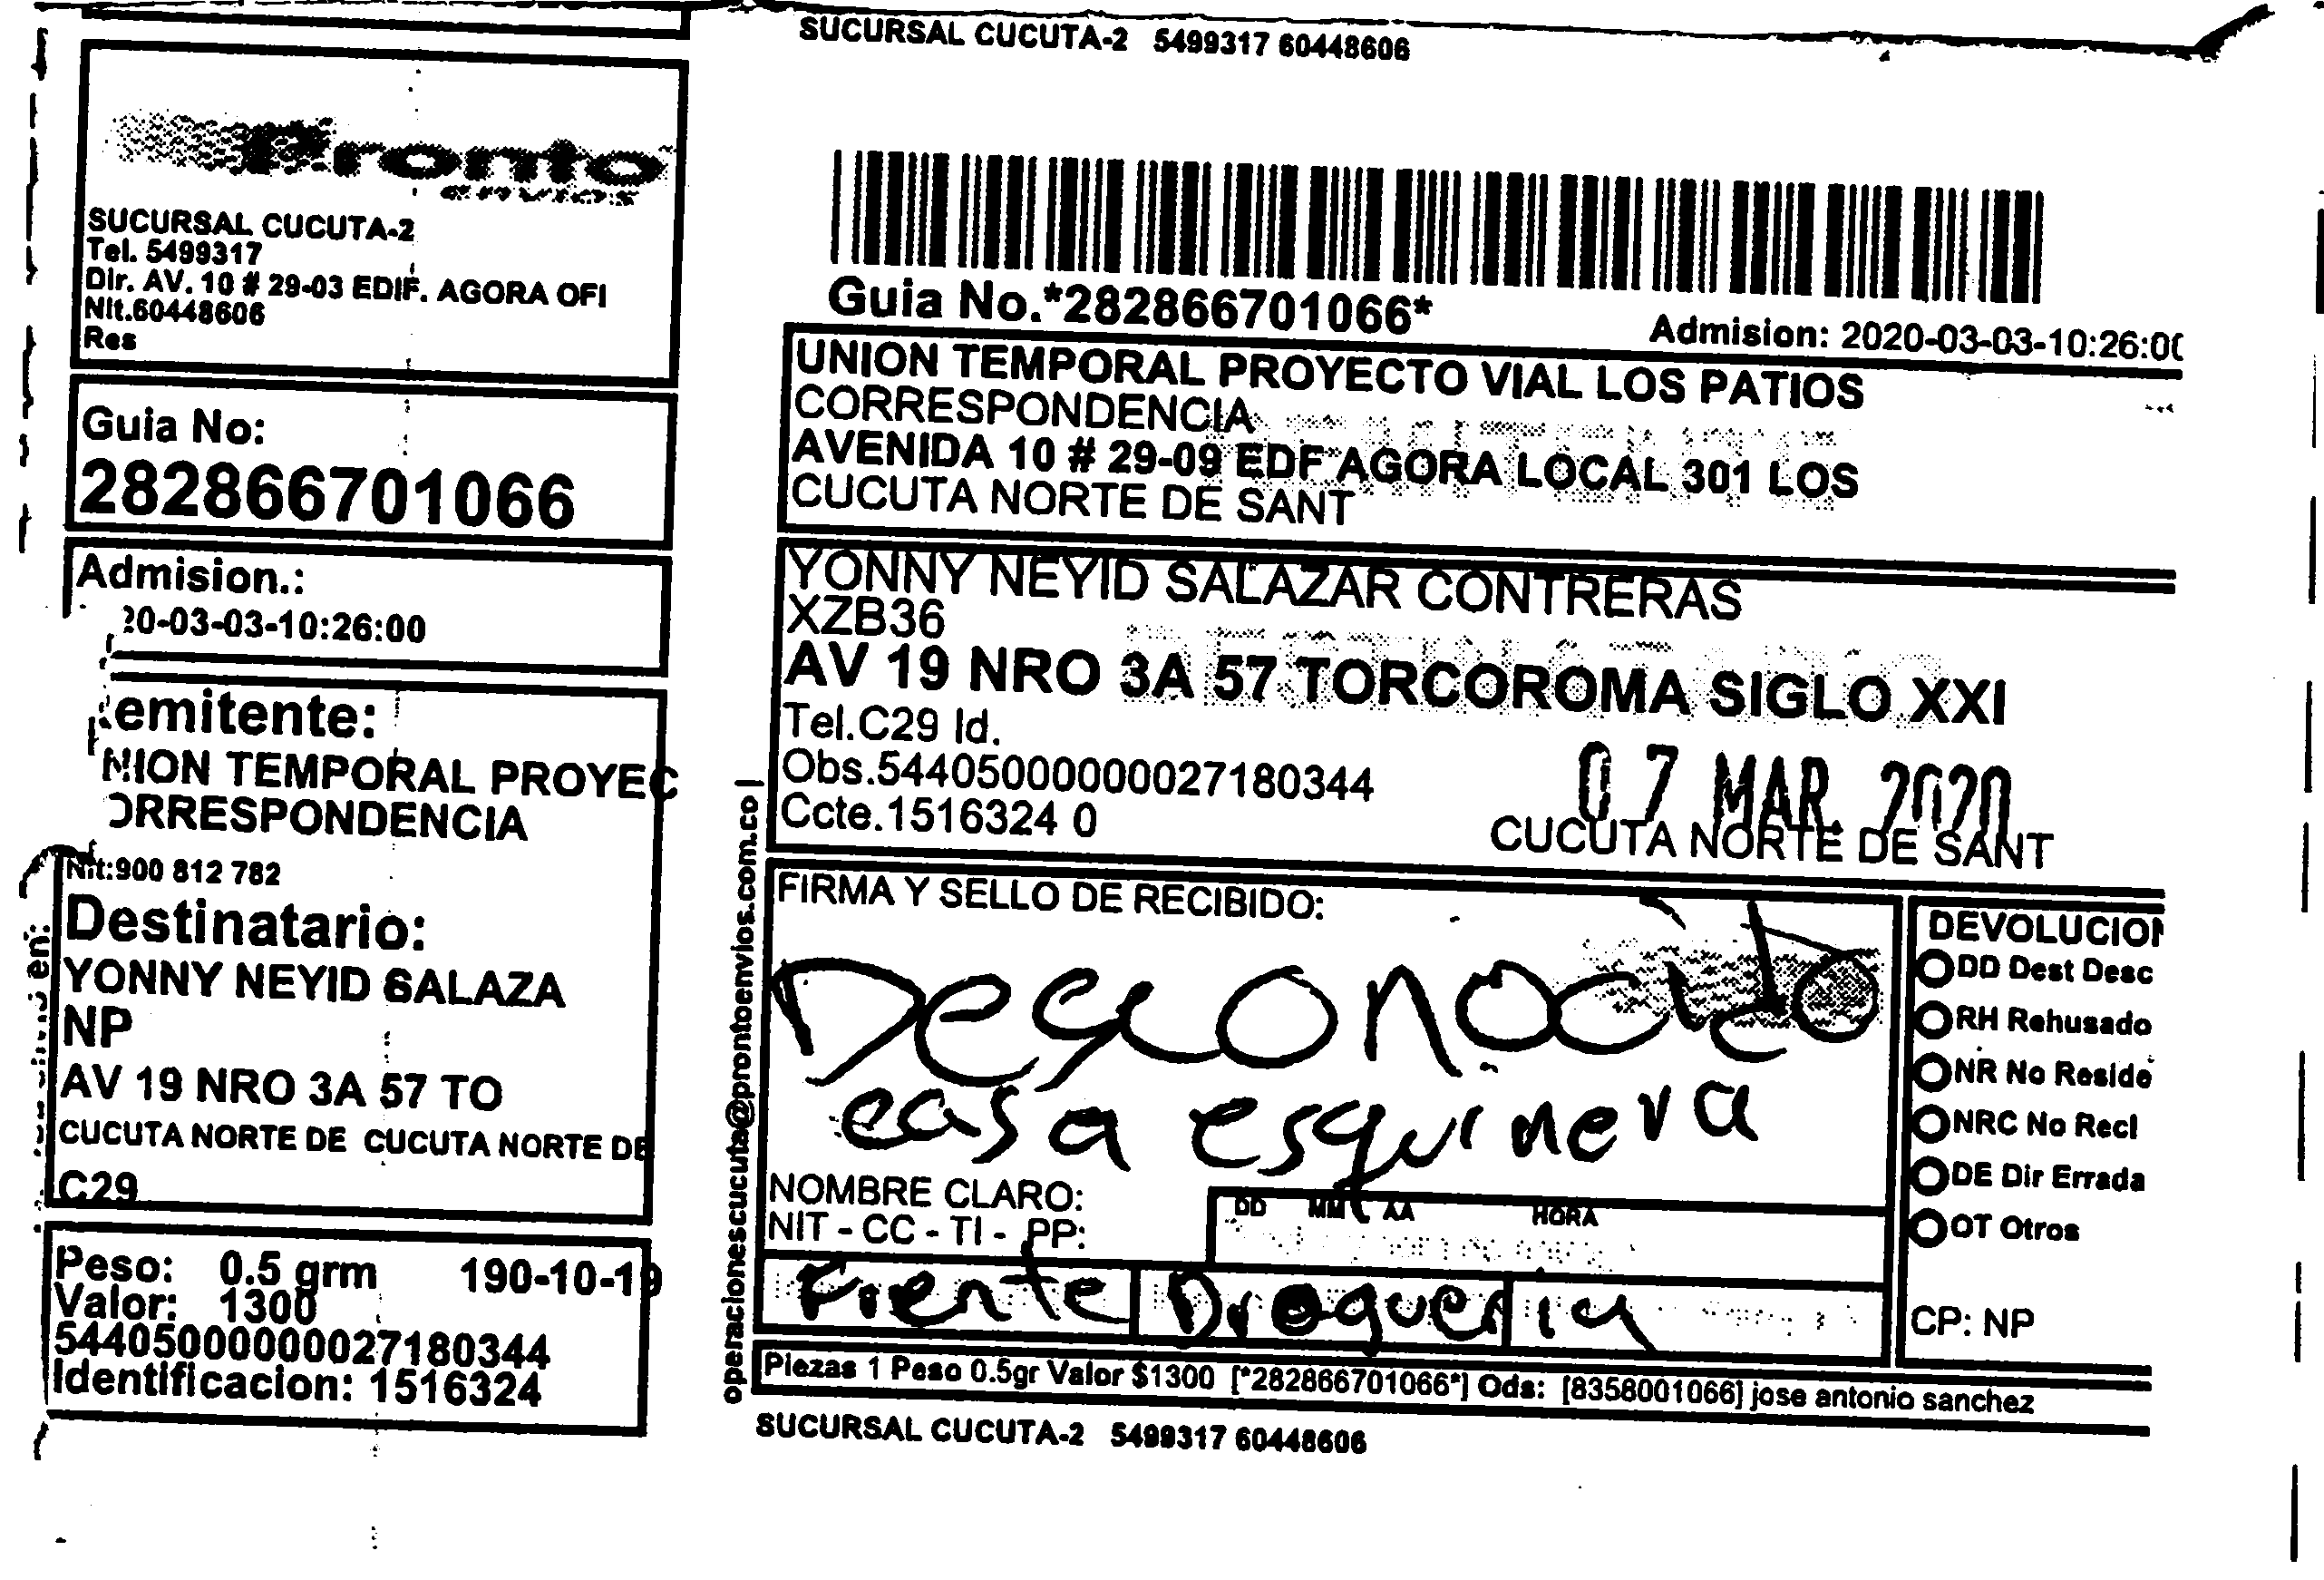 SUCURSAL CUCUTA-2 5499317 60448606
Pronto
envios
SUCURSAL CUCUTA-2
Tel. 5499317
Dir. AV. 10 # 29-03 EDIF. AGORA OFI
Nit.60448606
Res
Guia No:
282866701066
Admision.:
20-03-03-10:26:00
emitente:
NION TEMPORAL PROYEC
ORRESPONDENCIA
Nit:900 812 782
Destinatario:
YONNY NEYID SALAZA
NP
AV 19 NRO 3A 57 TO
CUCUTA NORTE DE CUCUTA NORTE DE
C29
Peso: 0.5 grm 190-10-19
Valor: 1300
544050000000027180344
Identificacion: 1516324
en:
Guia No.*282866701066*
Admision: 2020-03-03-10:26:00
UNION TEMPORAL PROYECTO VIAL LOS PATIOS
CORRESPONDENCIA
AVENIDA 10 # 29-09 EDF AGORA LOCAL 301 LOS
CUCUTA NORTE DE SANT
YONNY NEYID SALAZAR CONTRERAS
XZB36
AV 19 NRO 3A 57 TORCOROMA SIGLO XXI
Tel.C29 Id.
Obs.544050000000027180344
Ccte.1516324 0
07 MAR. 2020
CUCUTA NORTE DE SANT
operacionescucuta@prontoenvios.com.co |
FIRMA Y SELLO DE RECIBIDO:
Desconocido
casa esquinera
NOMBRE CLARO:
NIT - CC - TI - PP:
DD MM AA HORA
Frente Drogueria
DEVOLUCION
DD Dest Desc
RH Rehusado
NR No Reside
NRC No Recl
DE Dir Errada
OT Otros
CP: NP
Piezas 1 Peso 0.5gr Valor $1300 [*282866701066*] Ods: [8358001066] jose antonio sanchez
SUCURSAL CUCUTA-2 5499317 60448606